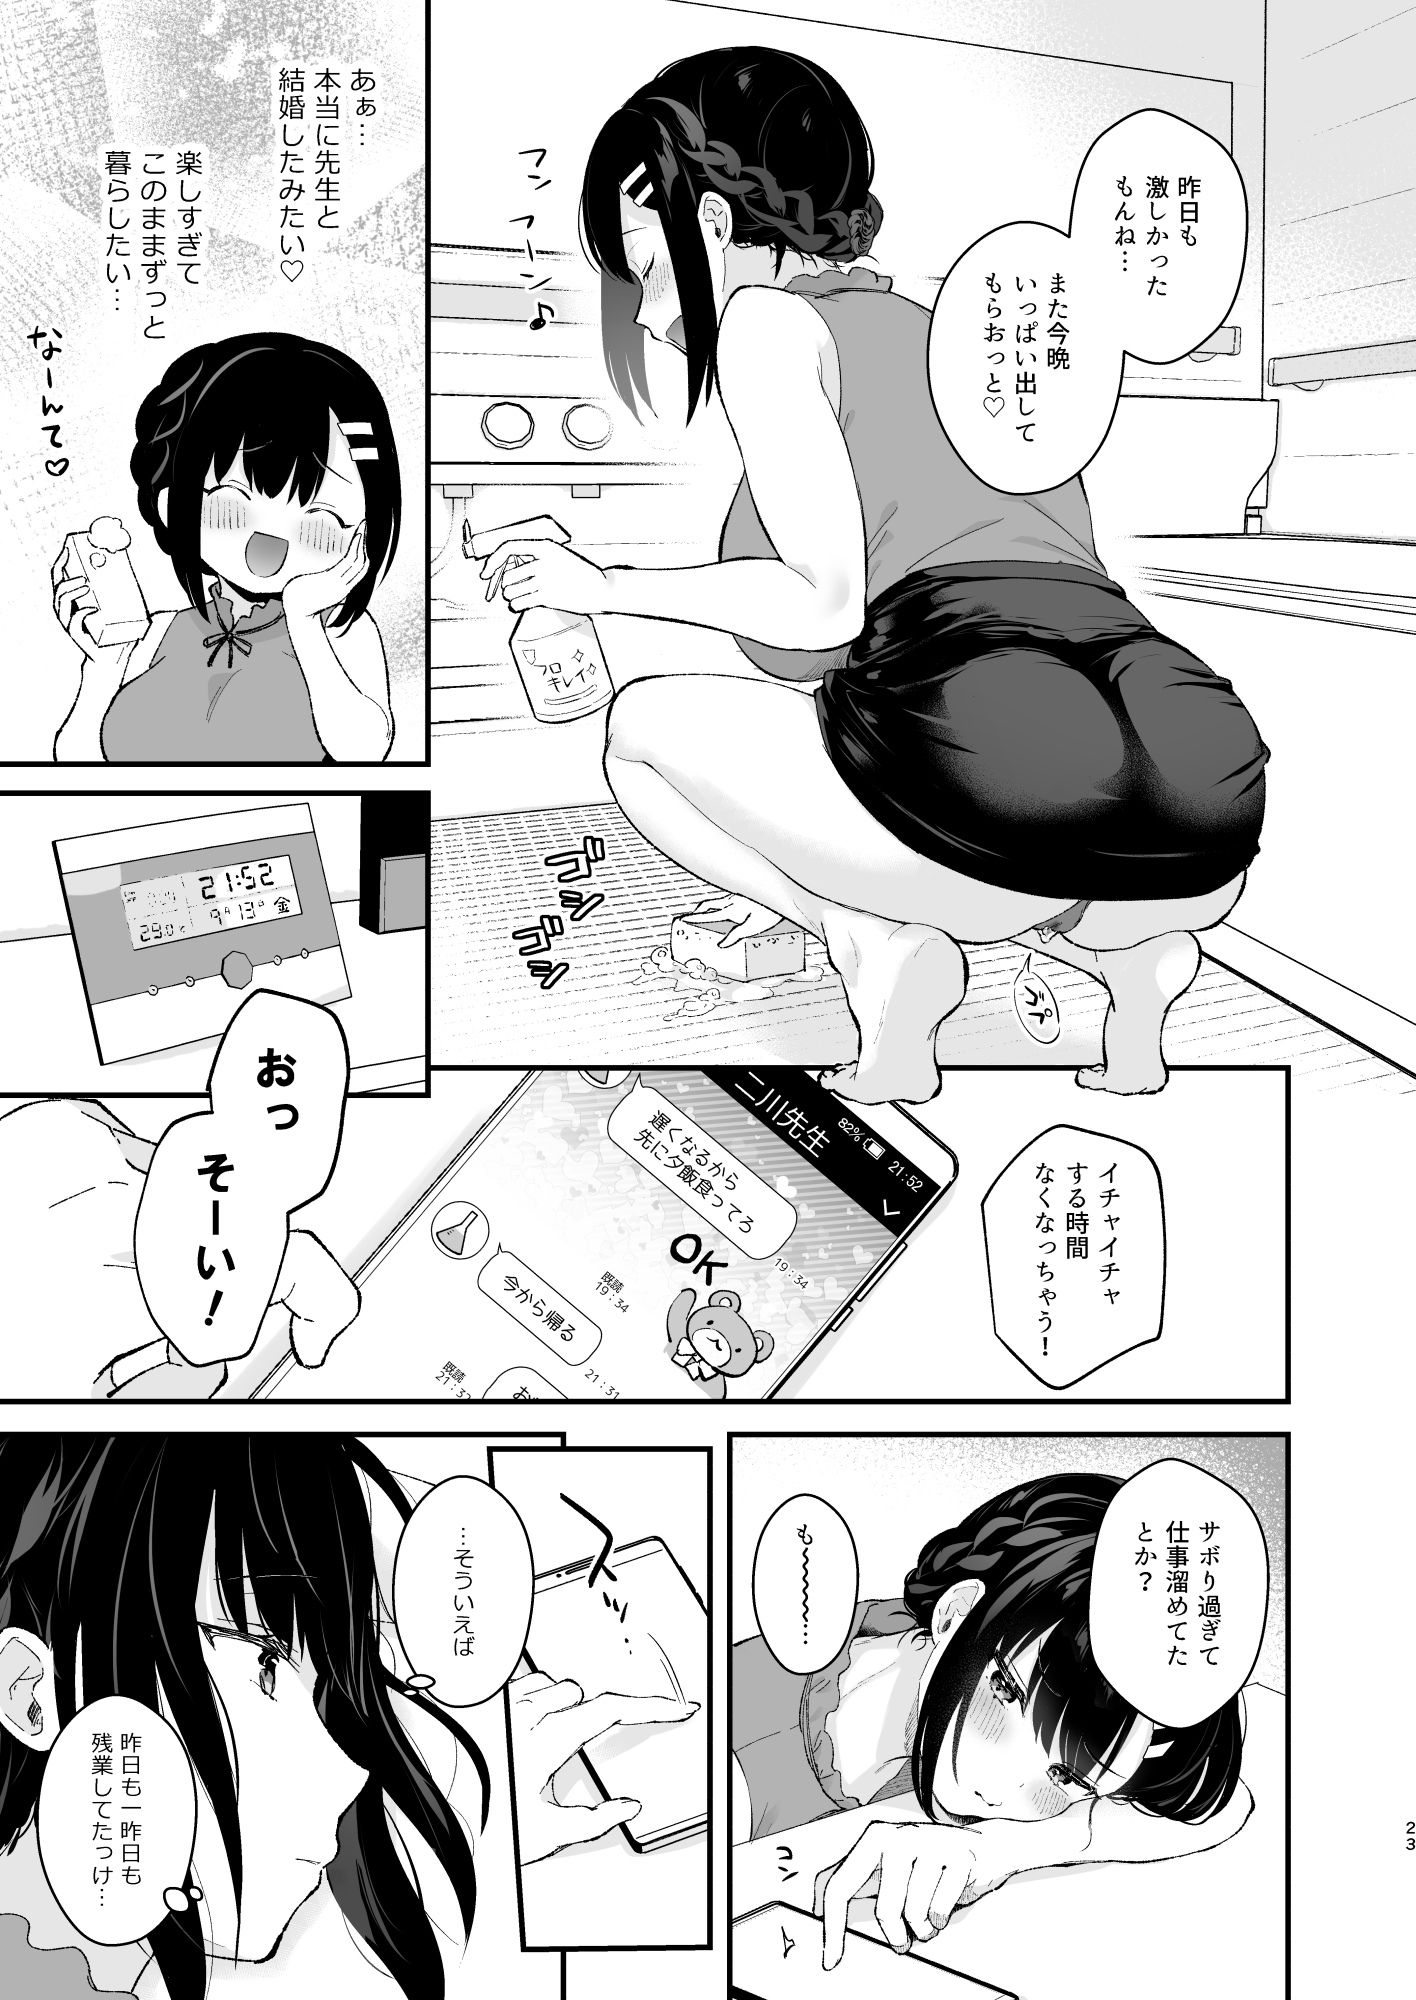 昨日も
激しかった
もんね…
また今晩
いっぱい出して
もらおっと♡
フン
フーン♪
フロ
キレイ
ゴシ
ゴシ
ゴパ
あぁ…
本当に先生と
結婚したみたい♡
楽しすぎて
このままずっと
暮らしたい…
なーんて♡
21:52
9月13日 金
29.0℃
イチャイチャ
する時間
なくなっちゃう!
二川先生
82%
21:52
遅くなるから
先に夕飯食ってろ
19:34
OK
既読
19:34
今から帰る
21:31
既読
21:32
おっ
そーい!
サボり過ぎて
仕事溜めてた
とか?
も〜〜〜〜…
…そういえば
昨日も一昨日も
残業してたっけ…
23